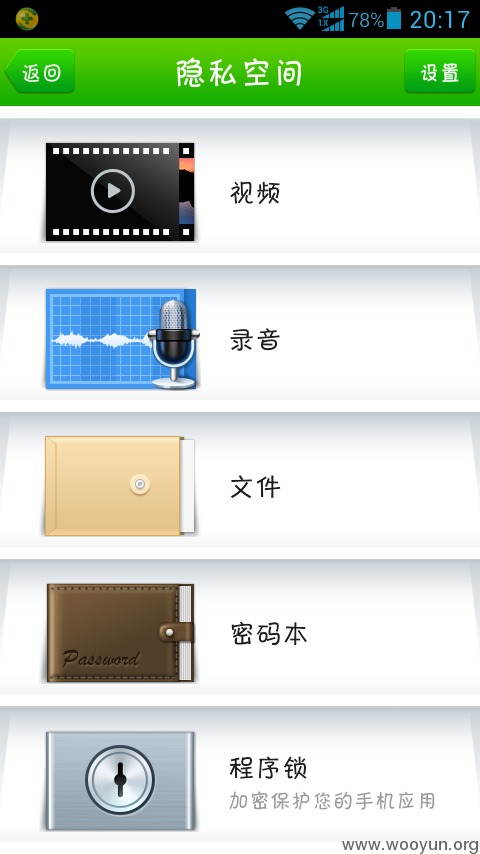 3G
1X
78%
20:17
返回
隐私空间
设置
视频
录音
文件
Password
密码本
程序锁
加密保护您的手机应用
www.wooyun.org